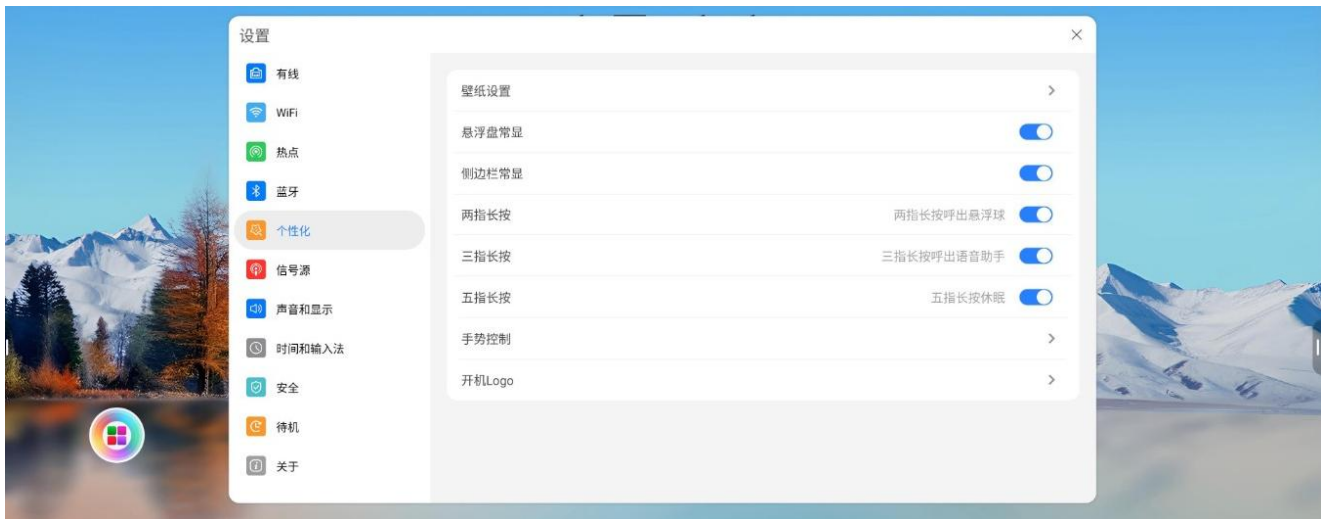 设置
有线
WiFi
热点
蓝牙
个性化
信号源
声音和显示
时间和输入法
安全
待机
关于
壁纸设置
悬浮盘常显
侧边栏常显
两指长按 两指长按呼出悬浮球
三指长按 三指长按呼出语音助手
五指长按 五指长按休眠
手势控制
开机Logo